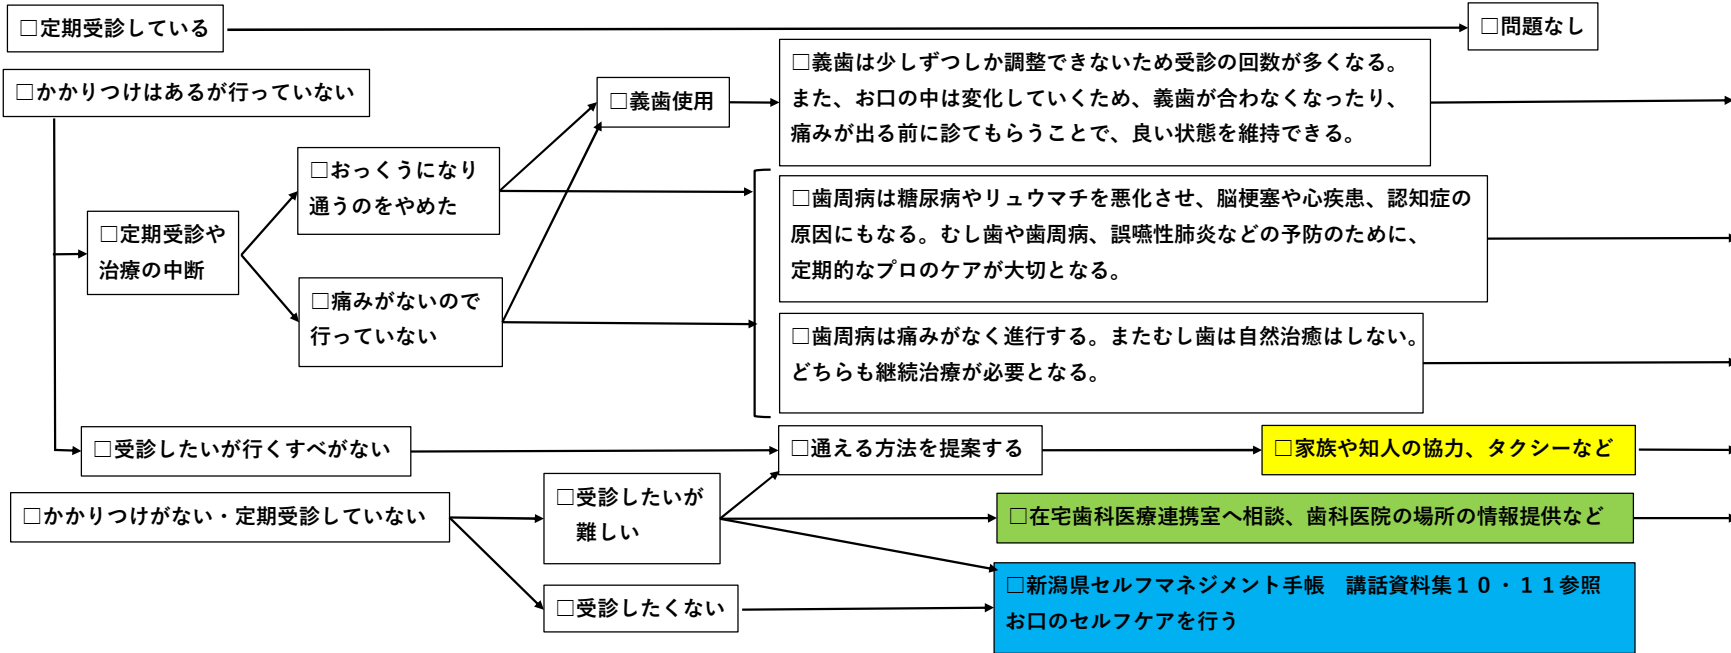 □定期受診している
□問題なし
□かかりつけはあるが行っていない
□義歯使用
□義歯は少しずつしか調整できないため受診の回数が多くなる。
また、お口の中は変化していくため、義歯が合わなくなったり、
痛みが出る前に診てもらうことで、良い状態を維持できる。
□おっくうになり
通うのをやめた
□定期受診や
治療の中断
□歯周病は糖尿病やリュウマチを悪化させ、脳梗塞や心疾患、認知症の
原因にもなる。むし歯や歯周病、誤嚥性肺炎などの予防のために、
定期的なプロのケアが大切となる。
□痛みがないので
行っていない
□歯周病は痛みがなく進行する。またむし歯は自然治癒はしない。
どちらも継続治療が必要となる。
□受診したいが行くすべがない
□通える方法を提案する
□家族や知人の協力、タクシーなど
□かかりつけがない・定期受診していない
□受診したいが
難しい
□在宅歯科医療連携室へ相談、歯科医院の場所の情報提供など
□受診したくない
□新潟県セルフマネジメント手帳　講話資料集１０・１１参照
お口のセルフケアを行う